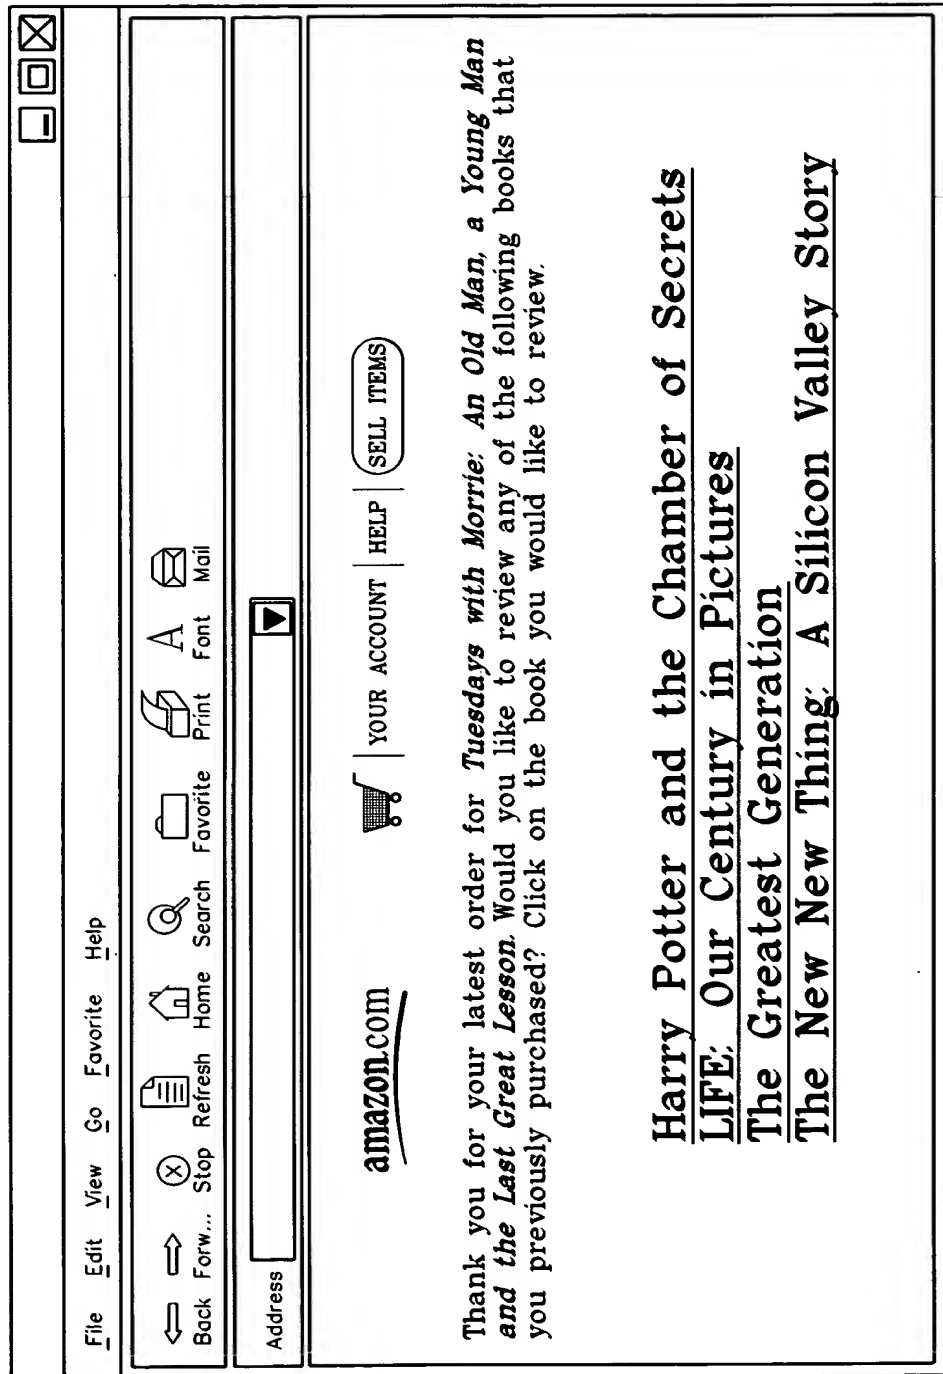 File Edit View Go Favorite Help
Back Forw... Stop Refresh Home Search Favorite Print Font Mail
Address
amazon.com YOUR ACCOUNT HELP SELL ITEMS
Thank you for your latest order for Tuesdays with Morrie: An Old Man, a Young Man
and the Last Great Lesson. Would you like to review any of the following books that
you previously purchased? Click on the book you would like to review.
Harry Potter and the Chamber of Secrets
LIFE: Our Century in Pictures
The Greatest Generation
The New New Thing: A Silicon Valley Story